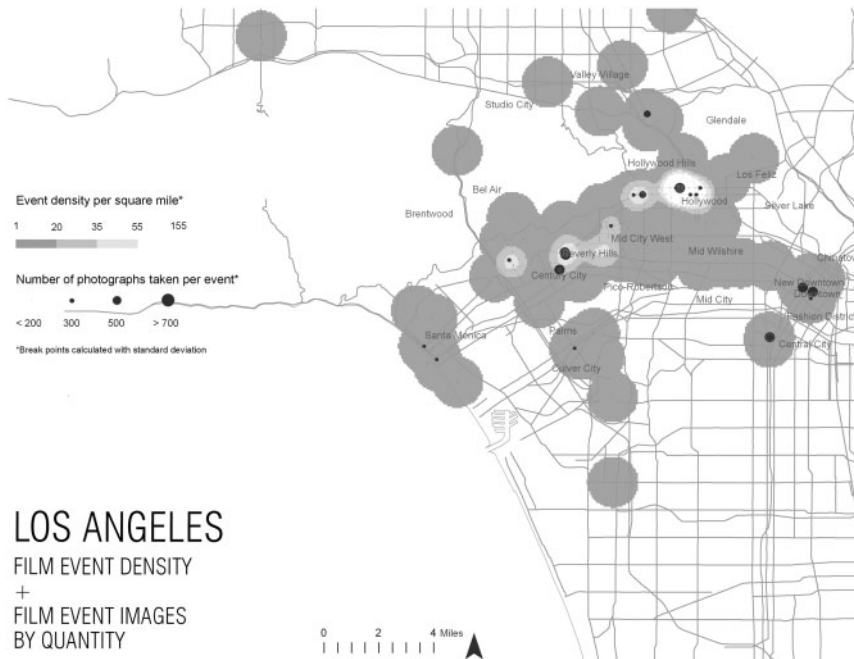 Valley Village
Studio City
Glendale
Hollywood Hills
Los Feliz
Bel Air
Hollywood
Silver Lake
Brentwood
Mid City West
Mid Wilshire
Beverly Hills
Century City
Pico-Robertson
Mid City
New Downtown
Fashion District
Santa Monica
Palms
Central City
Culver City
Event density per square mile*
1 20 35 55 155
Number of photographs taken per event*
< 200 300 500 > 700
*Break points calculated with standard deviation
LOS ANGELES
FILM EVENT DENSITY
+
FILM EVENT IMAGES
BY QUANTITY
0 2 4 Miles